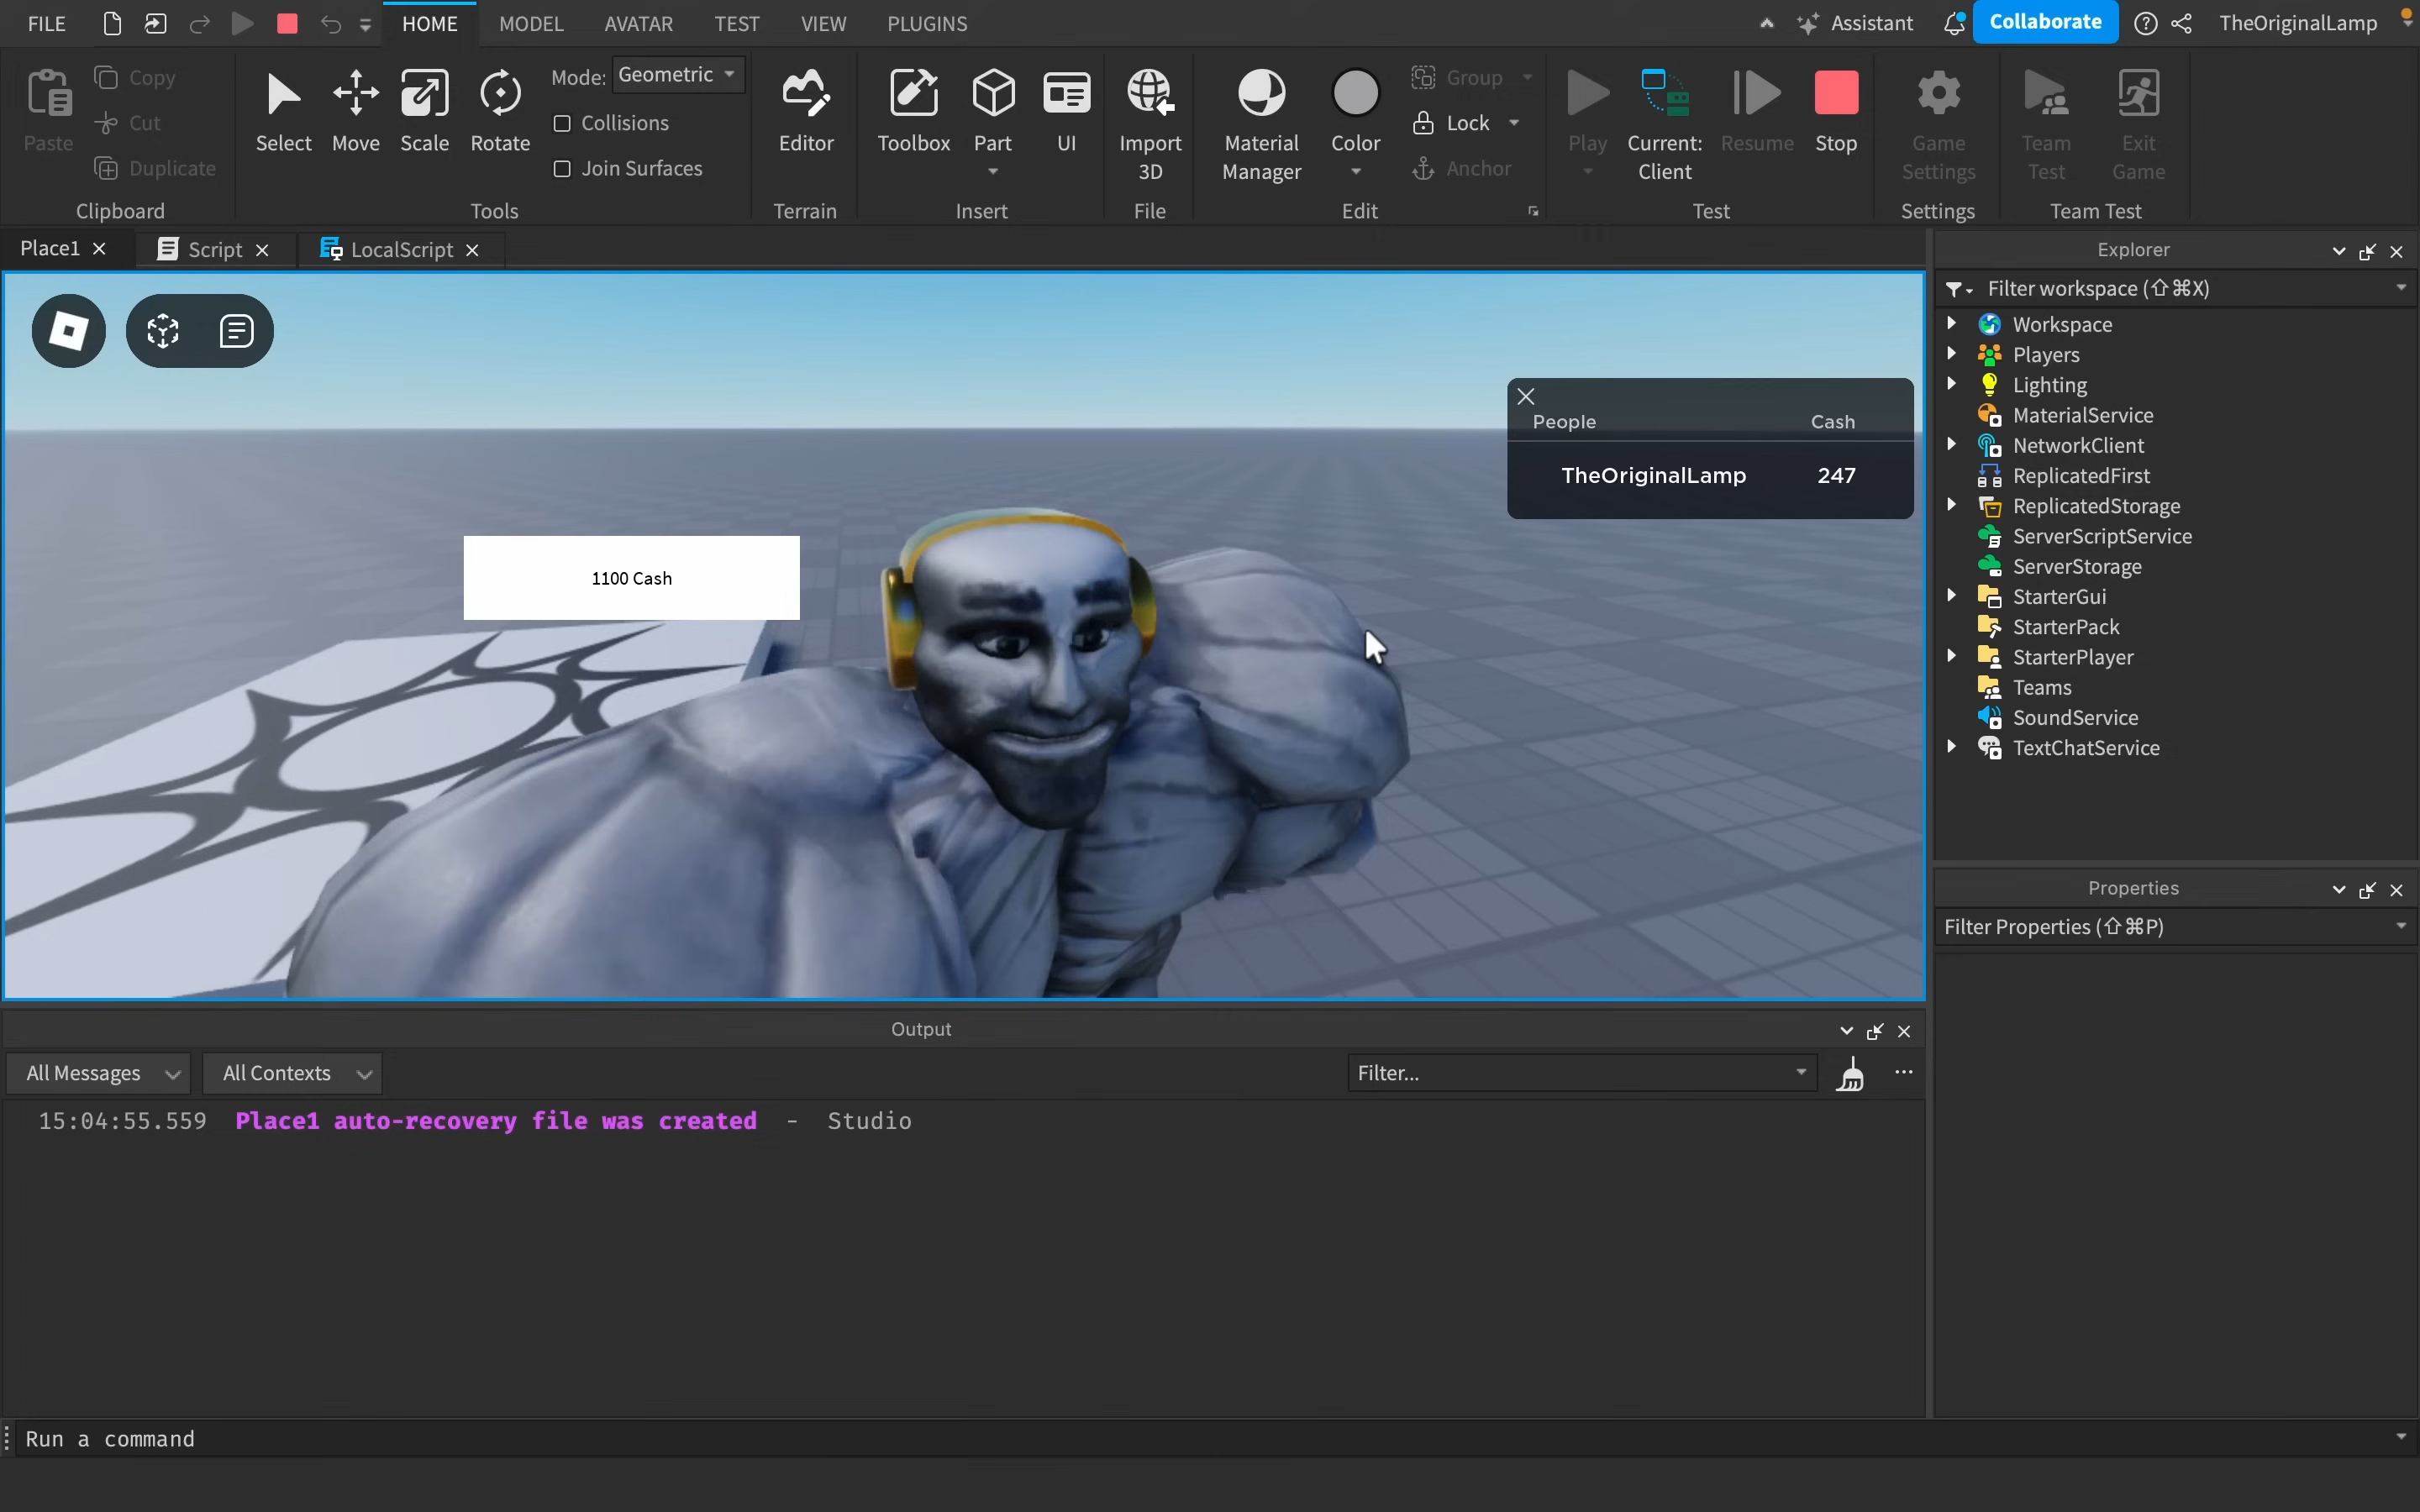 FILE
HOME
MODEL
AVATAR
TEST
VIEW
PLUGINS
Assistant
Collaborate
TheOriginalLamp
Paste
Copy
Cut
Duplicate
Clipboard
Select
Move
Scale
Rotate
Mode: Geometric
Collisions
Join Surfaces
Tools
Editor
Terrain
Toolbox
Part
UI
Insert
Import
3D
File
Material
Manager
Color
Group
Lock
Anchor
Edit
Play
Current:
Client
Resume
Stop
Test
Game
Settings
Settings
Team
Test
Exit
Game
Team Test
Place1
Script
LocalScript
People Cash
TheOriginalLamp 247
1100 Cash
Explorer
Filter workspace (⇧⌘X)
Workspace
Players
Lighting
MaterialService
NetworkClient
ReplicatedFirst
ReplicatedStorage
ServerScriptService
ServerStorage
StarterGui
StarterPack
StarterPlayer
Teams
SoundService
TextChatService
Properties
Filter Properties (⇧⌘P)
Output
All Messages
All Contexts
Filter...
15:04:55.559 Place1 auto-recovery file was created - Studio
Run a command